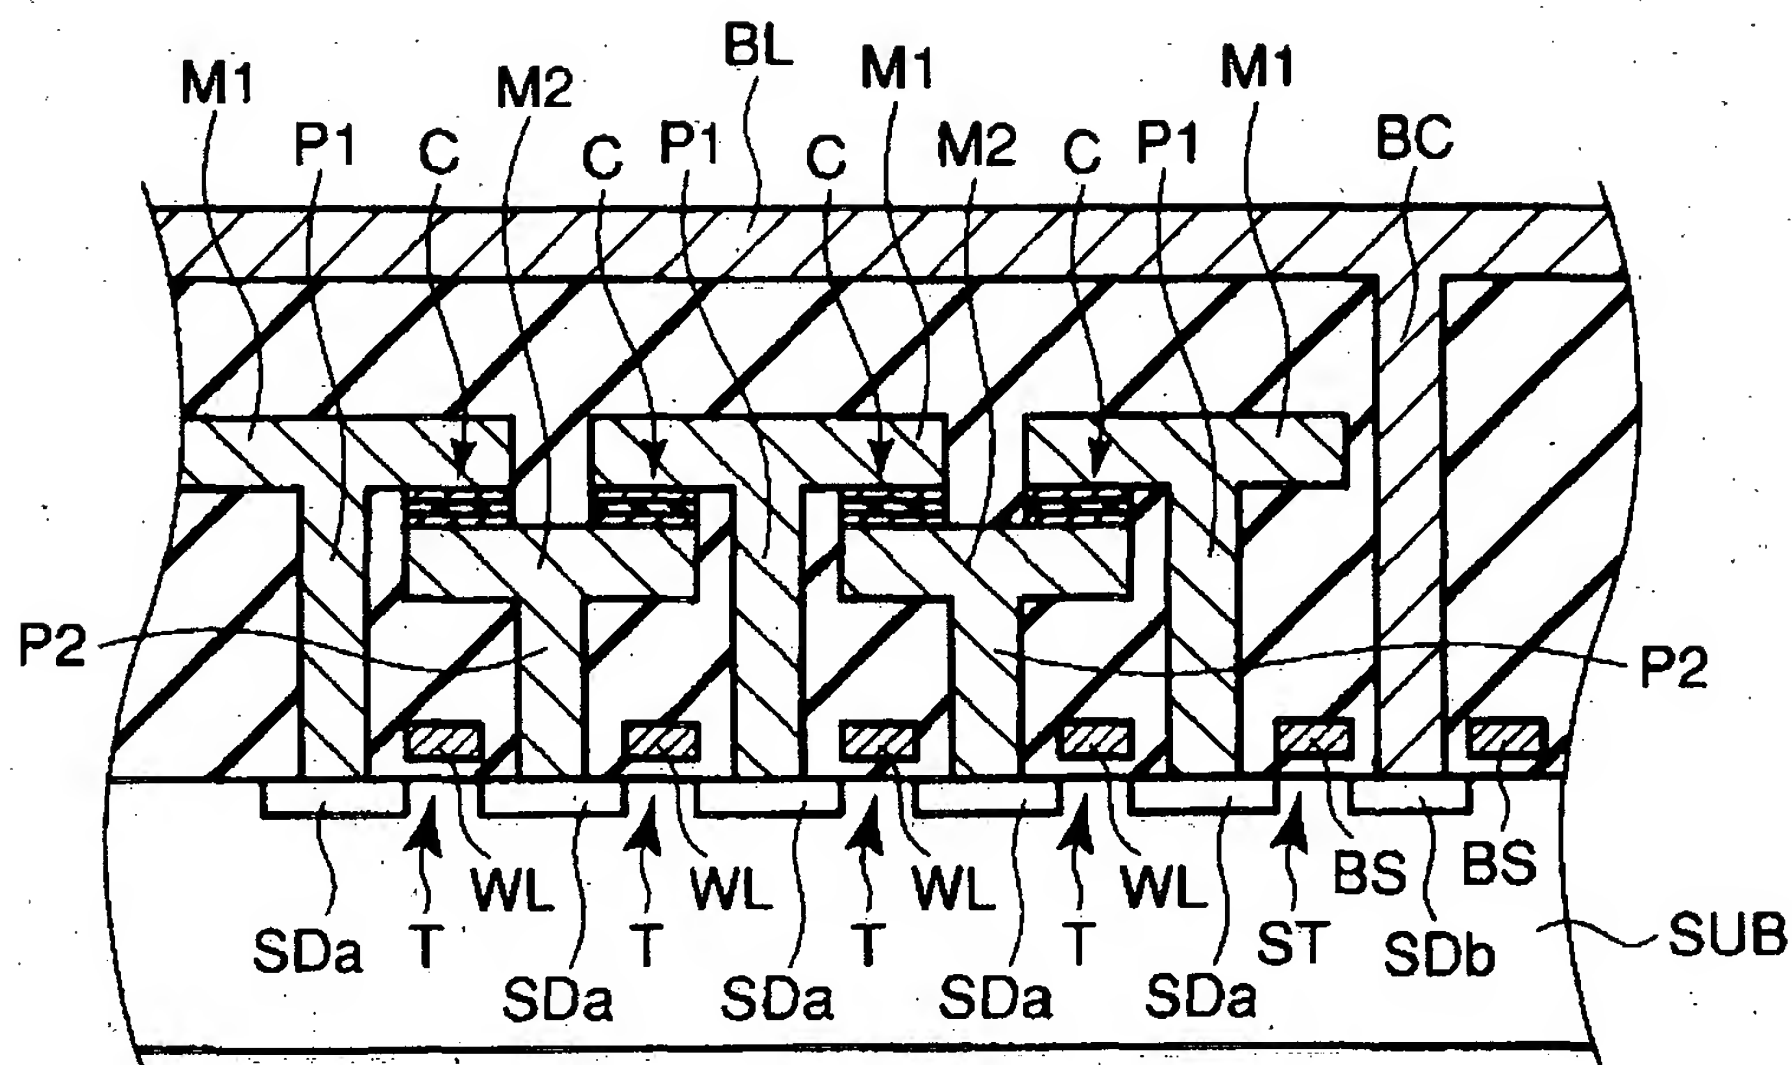 BL
M1 M2 M1 M1
P1 C C P1 C M2 C P1 BC
P2 P2
WL WL WL WL BS BS
SDa T T T T ST SDb SUB
SDa SDa SDa SDa